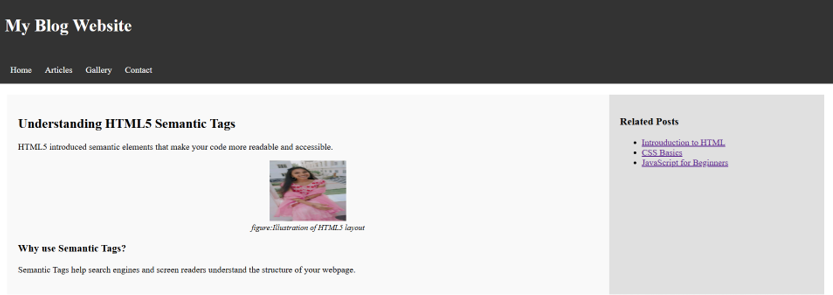 My Blog Website
Home Articles Gallery Contact
Understanding HTML5 Semantic Tags
HTML5 introduced semantic elements that make your code more readable and accessible.
figure:Illustration of HTML5 layout
Why use Semantic Tags?
Semantic Tags help search engines and screen readers understand the structure of your webpage.
Related Posts
Introuduction to HTML
CSS Basics
JavaScript for Beginners